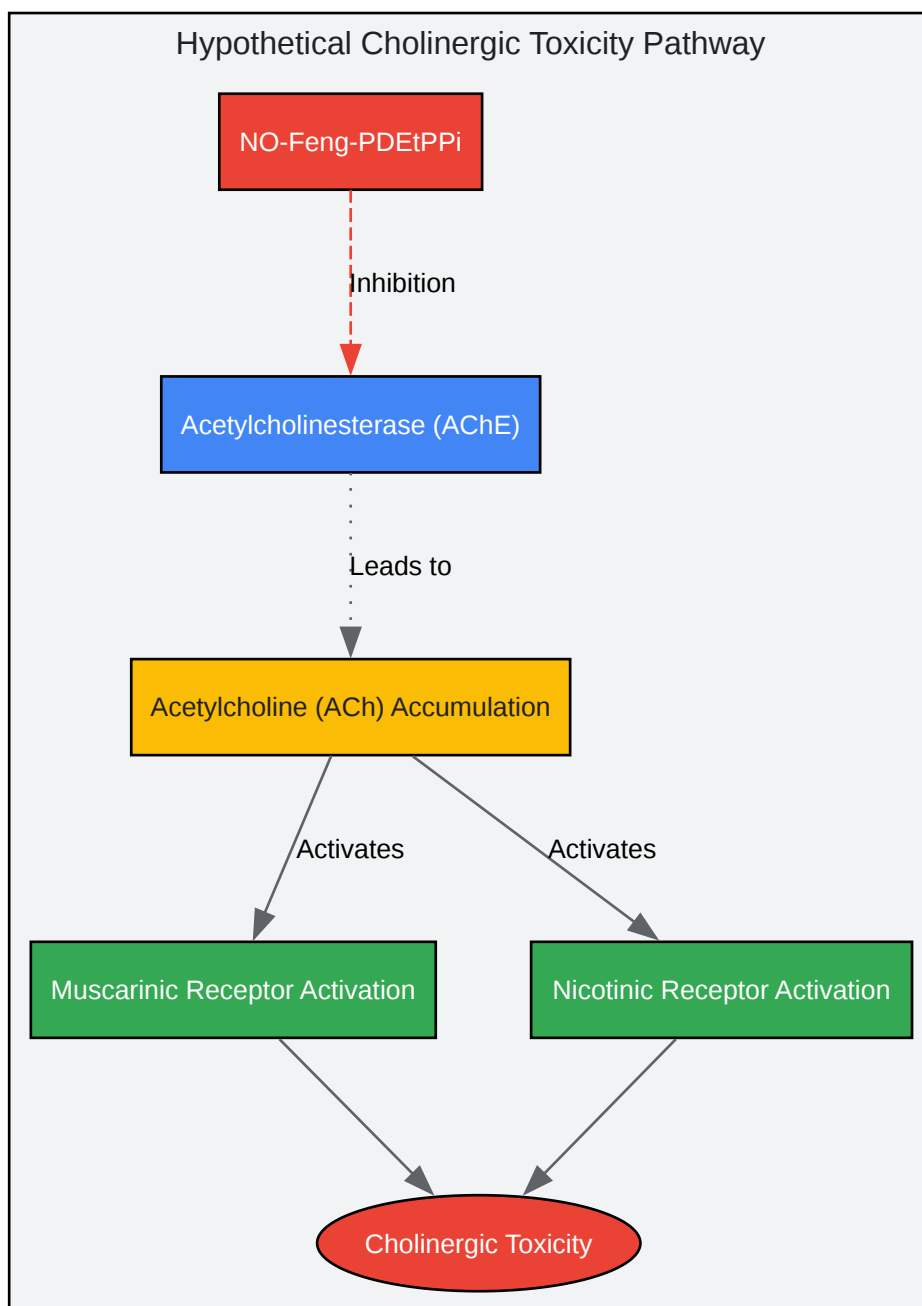 Hypothetical Cholinergic Toxicity Pathway
NO-Feng-PDEtPPi
Inhibition
Acetylcholinesterase (AChE)
Leads to
Acetylcholine (ACh) Accumulation
Activates
Activates
Muscarinic Receptor Activation
Nicotinic Receptor Activation
Cholinergic Toxicity